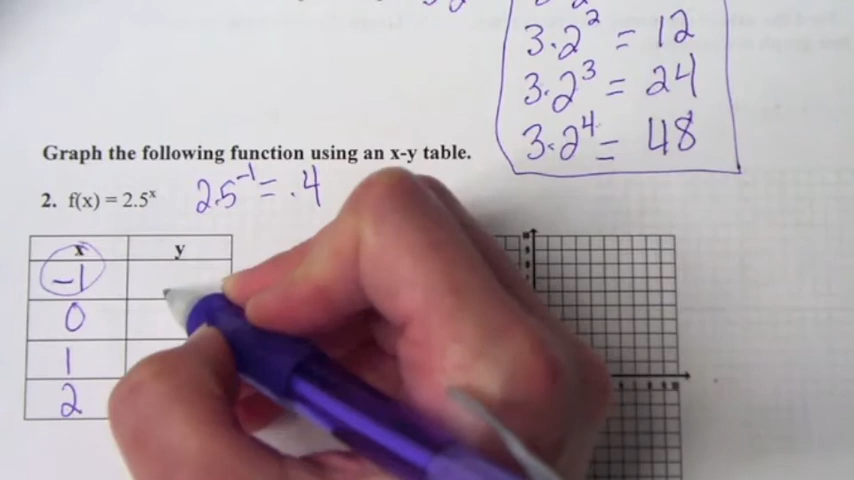 3·2² = 12
3·2³ = 24
3·2⁴ = 48
Graph the following function using an x-y table.
2. f(x) = 2.5ˣ 2.5⁻¹ = .4
x y
-1
0
1
2